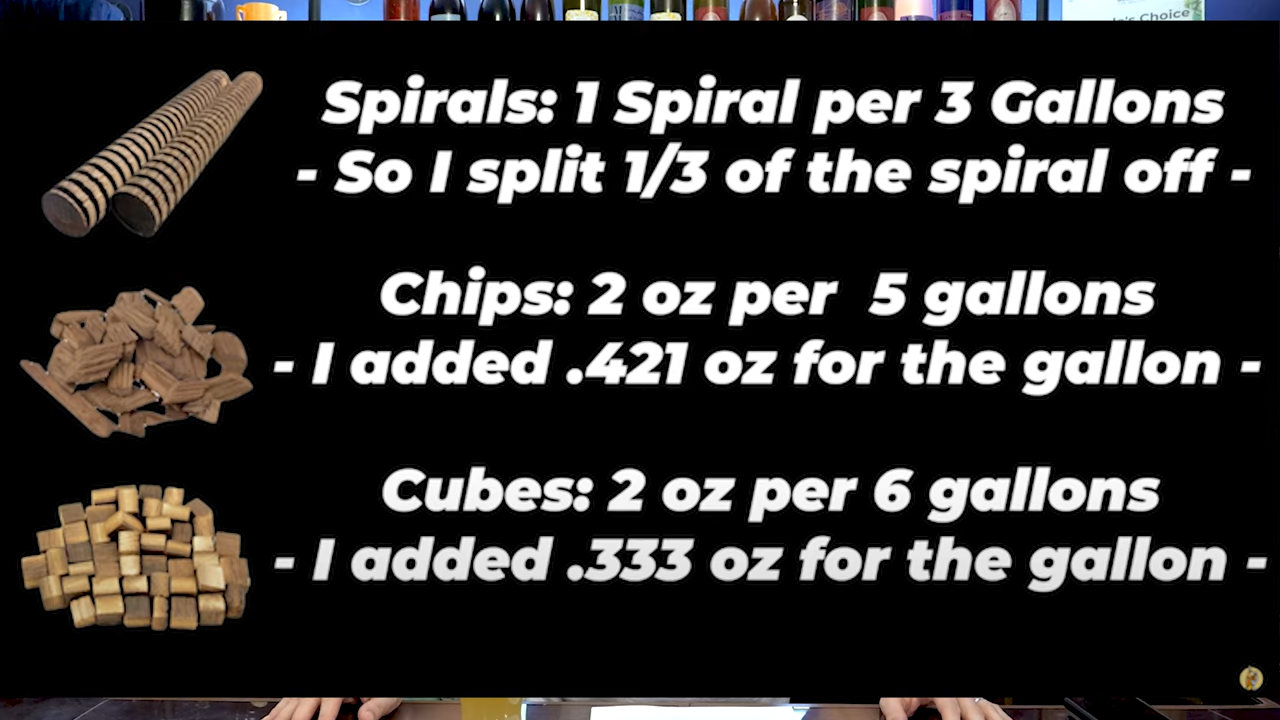 's Choice
Spirals: 1 Spiral per 3 Gallons
- So I split 1/3 of the spiral off -
Chips: 2 oz per 5 gallons
- I added .421 oz for the gallon -
Cubes: 2 oz per 6 gallons
- I added .333 oz for the gallon -